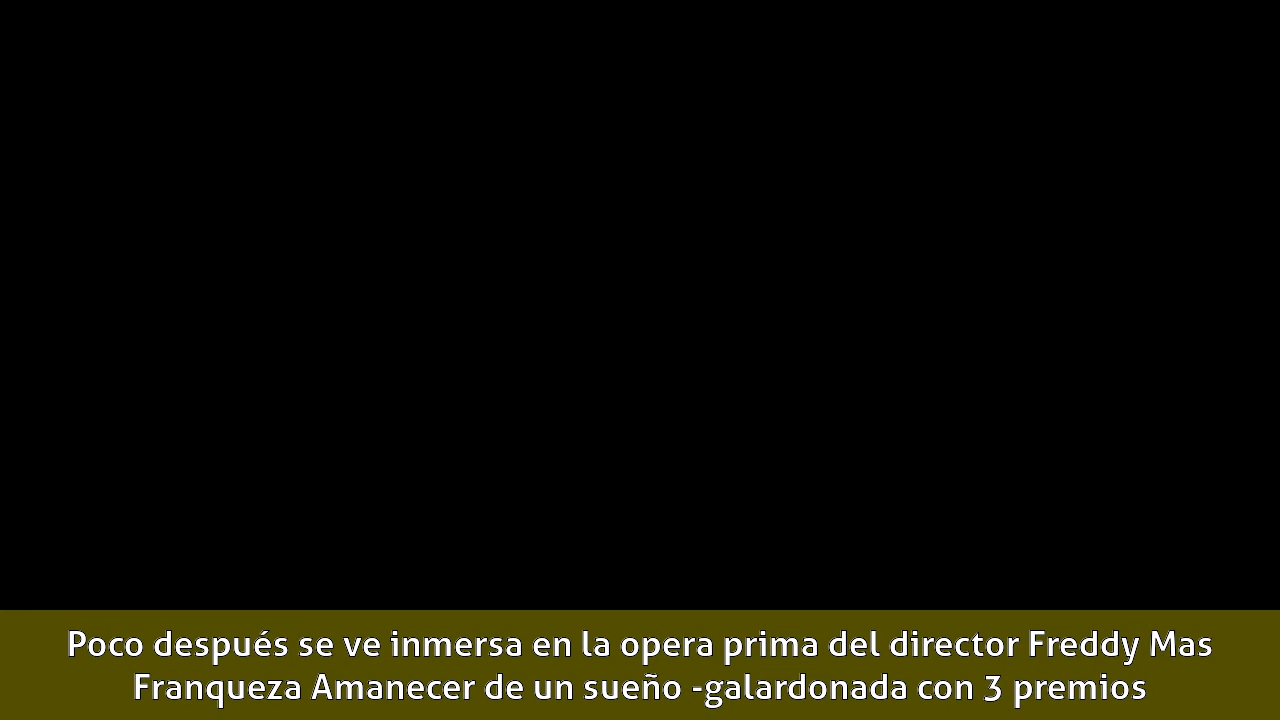 Poco después se ve inmersa en la opera prima del director Freddy Mas
Franqueza Amanecer de un sueño -galardonada con 3 premios